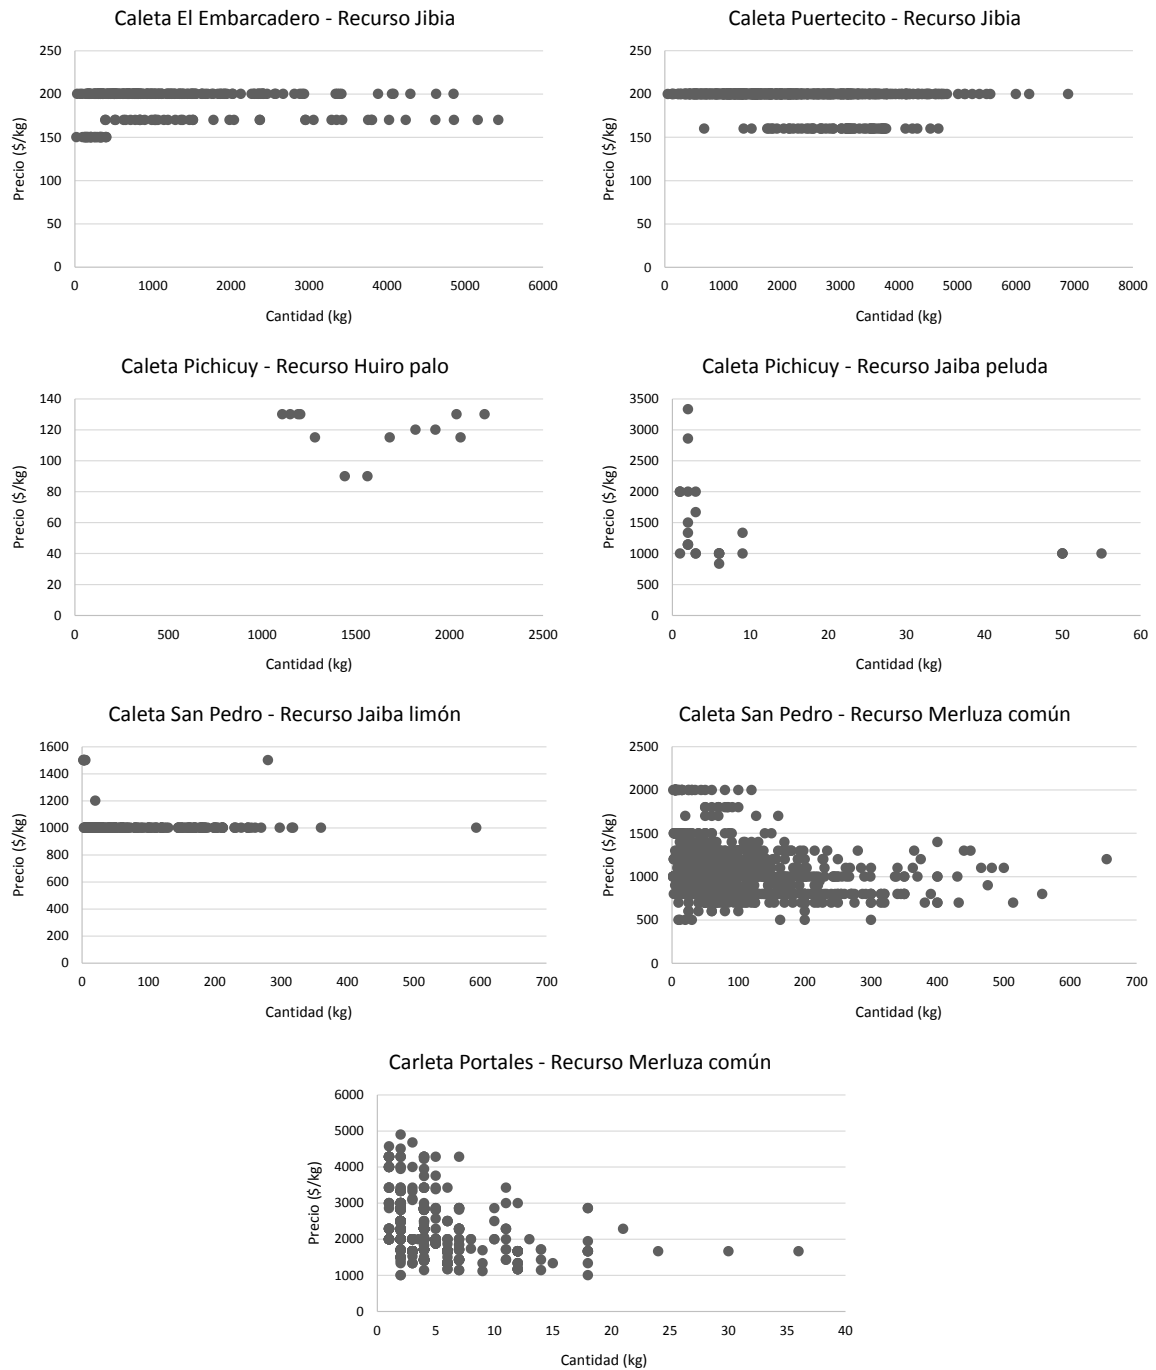 Caleta El Embarcadero - Recurso Jibia
250
200
150
100
50
0
Precio ($/kg)
0 1000 2000 3000 4000 5000 6000
Cantidad (kg)
Caleta Puertecito - Recurso Jibia
250
200
150
100
50
0
Precio ($/kg)
0 1000 2000 3000 4000 5000 6000 7000 8000
Cantidad (kg)
Caleta Pichicuy - Recurso Huiro palo
140
120
100
80
60
40
20
0
Precio ($/kg)
0 500 1000 1500 2000 2500
Cantidad (kg)
Caleta Pichicuy - Recurso Jaiba peluda
3500
3000
2500
2000
1500
1000
500
0
Precio ($/kg)
0 10 20 30 40 50 60
Cantidad (kg)
Caleta San Pedro - Recurso Jaiba limón
1600
1400
1200
1000
800
600
400
200
0
Precio ($/kg)
0 100 200 300 400 500 600 700
Cantidad (kg)
Caleta San Pedro - Recurso Merluza común
2500
2000
1500
1000
500
0
Precio ($/kg)
0 100 200 300 400 500 600 700
Cantidad (kg)
Carleta Portales - Recurso Merluza común
6000
5000
4000
3000
2000
1000
0
Precio ($/kg)
0 5 10 15 20 25 30 35 40
Cantidad (kg)